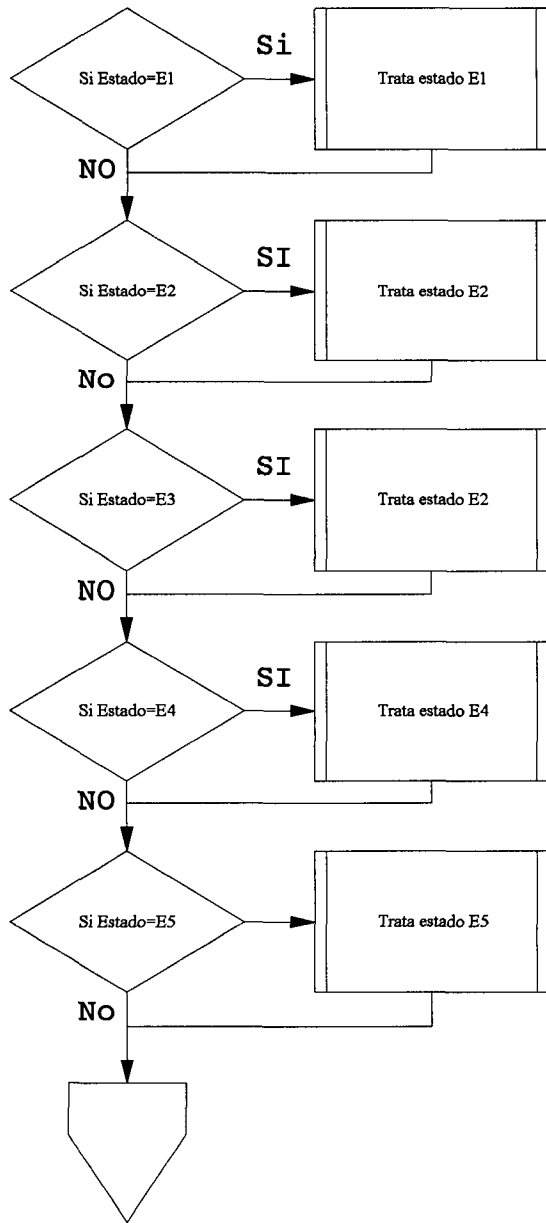 Si
Si Estado=E1
Trata estado E1
NO
SI
Si Estado=E2
Trata estado E2
No
SI
Si Estado=E3
Trata estado E2
NO
SI
Si Estado=E4
Trata estado E4
NO
Si Estado=E5
Trata estado E5
No